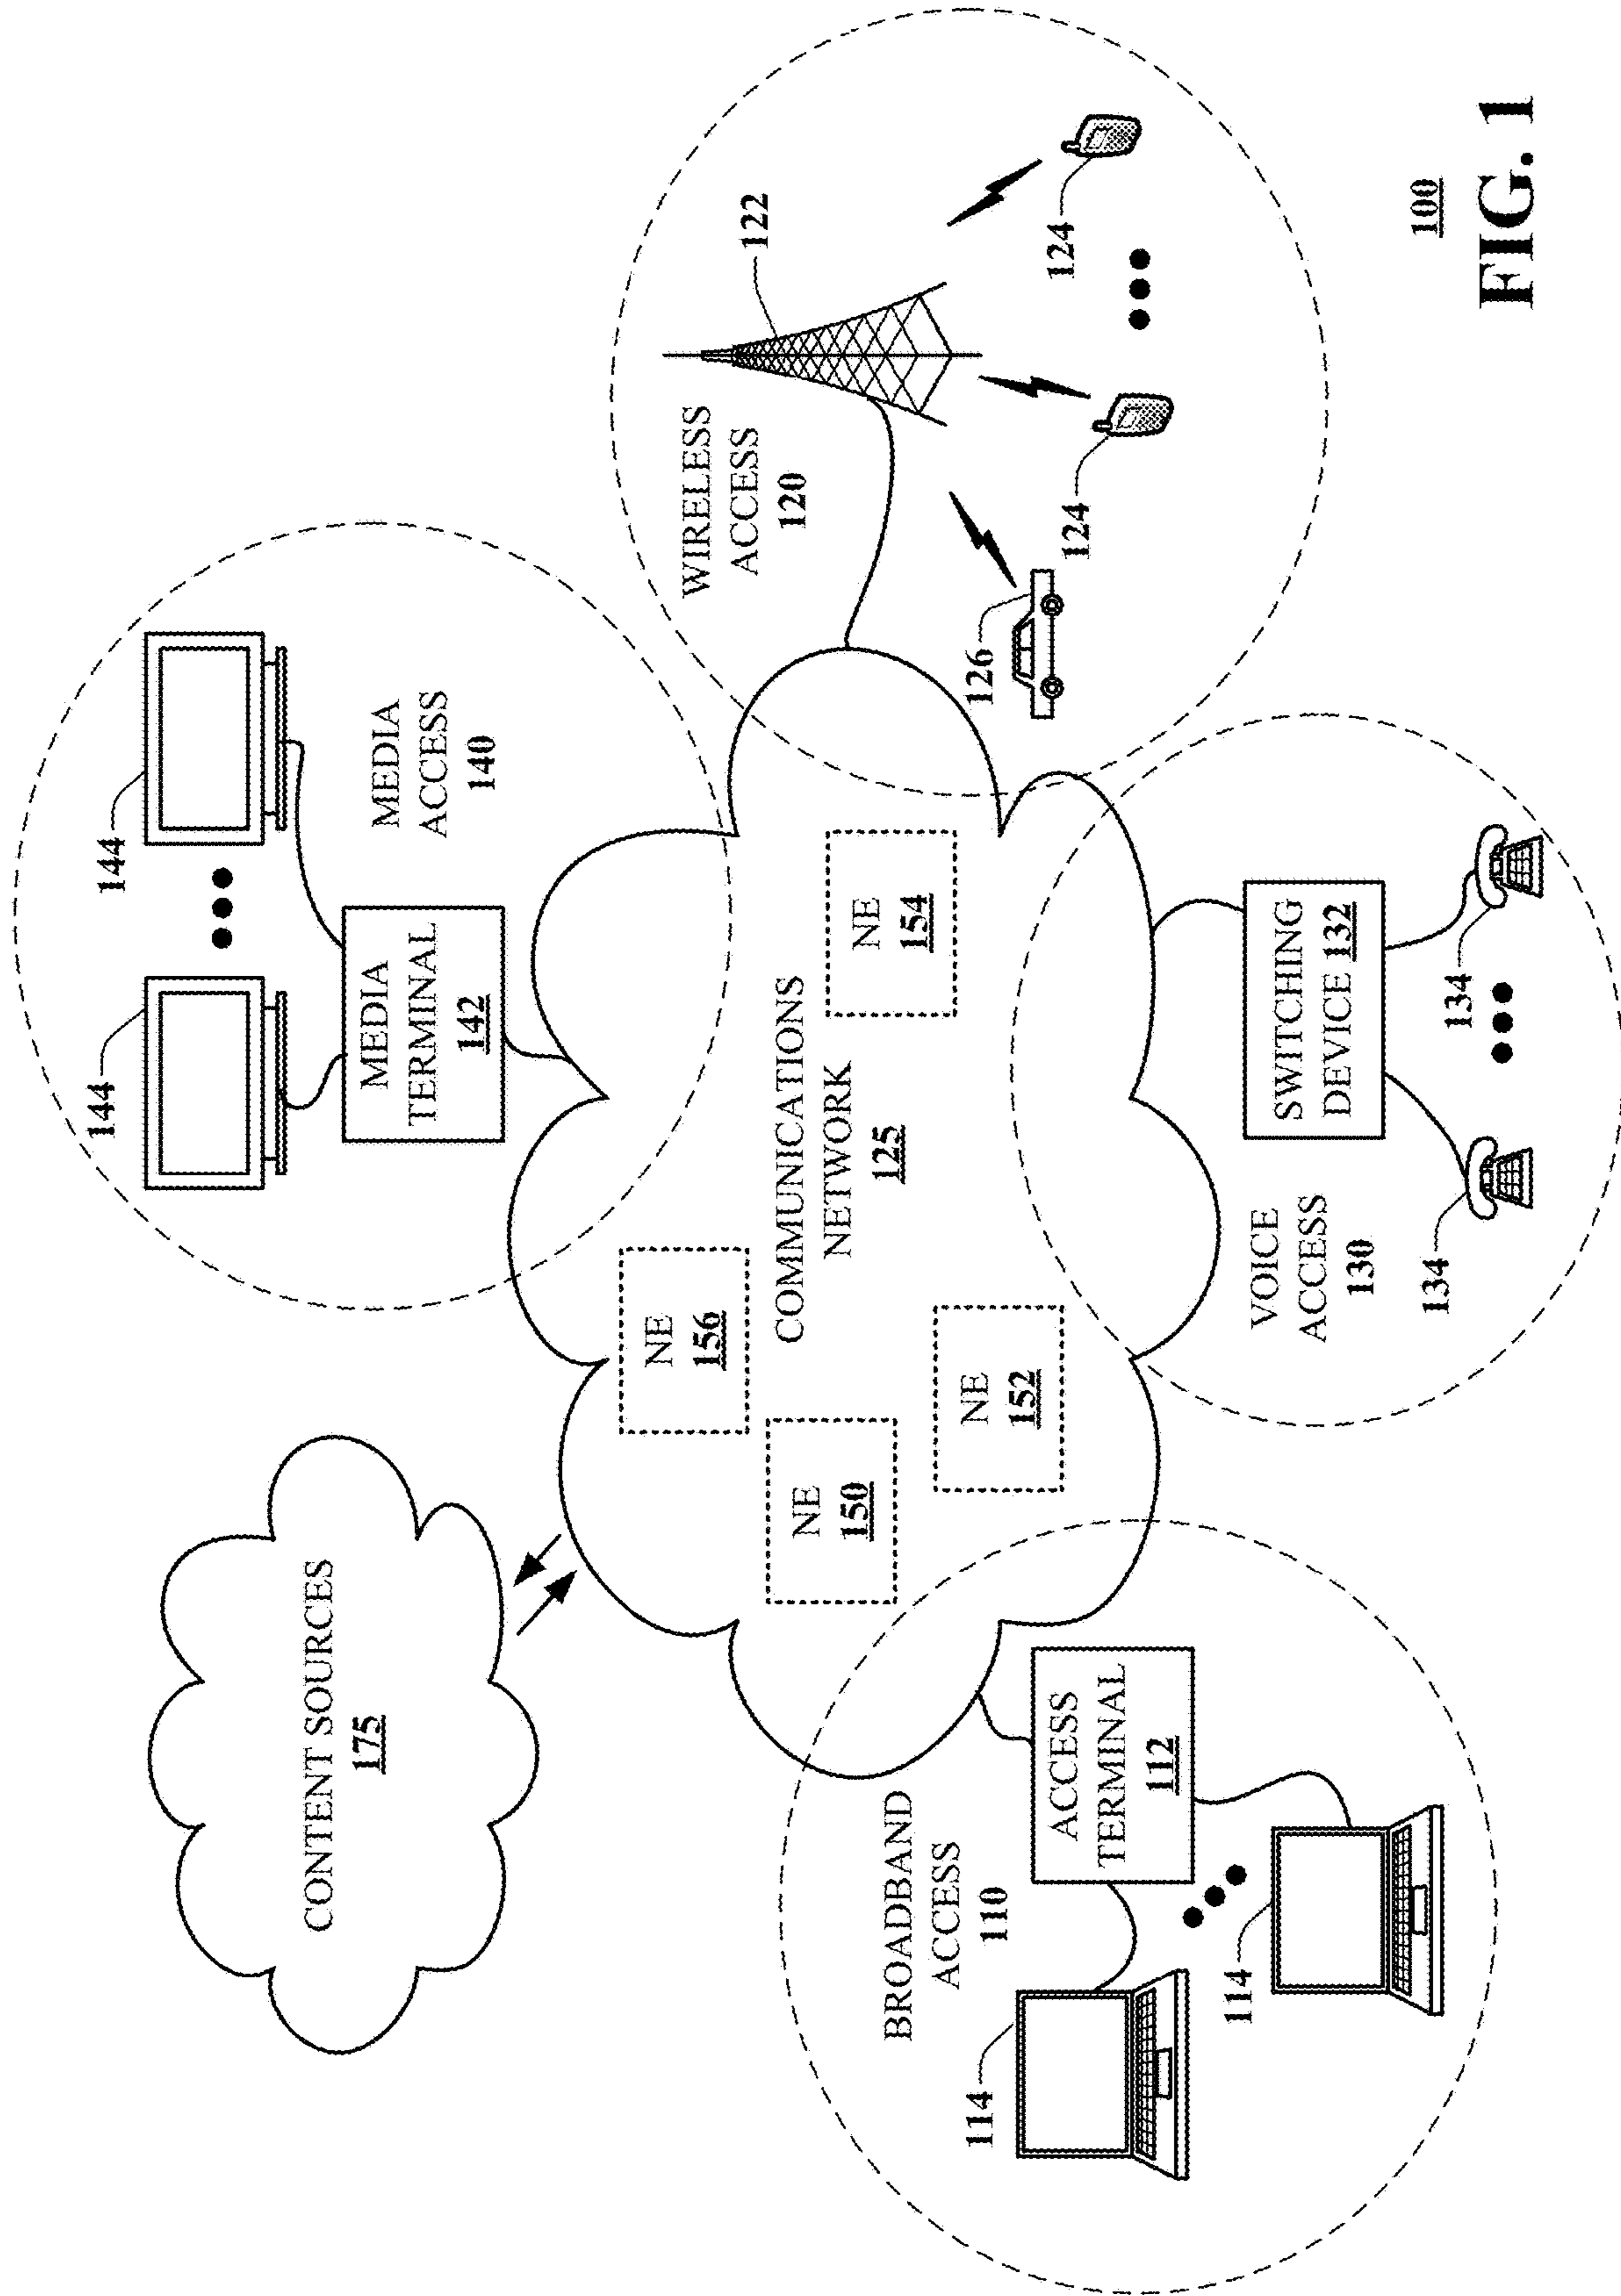 CONTENT SOURCES
175
144
144
MEDIA
TERMINAL
142
MEDIA
ACCESS
140
NE
156
NE
150
NE
152
NE
154
COMMUNICATIONS
NETWORK
125
WIRELESS
ACCESS
120
122
126
124
124
BROADBAND
ACCESS
110
ACCESS
TERMINAL
112
114
114
VOICE
ACCESS
130
SWITCHING
DEVICE 132
134
134
100
FIG. 1